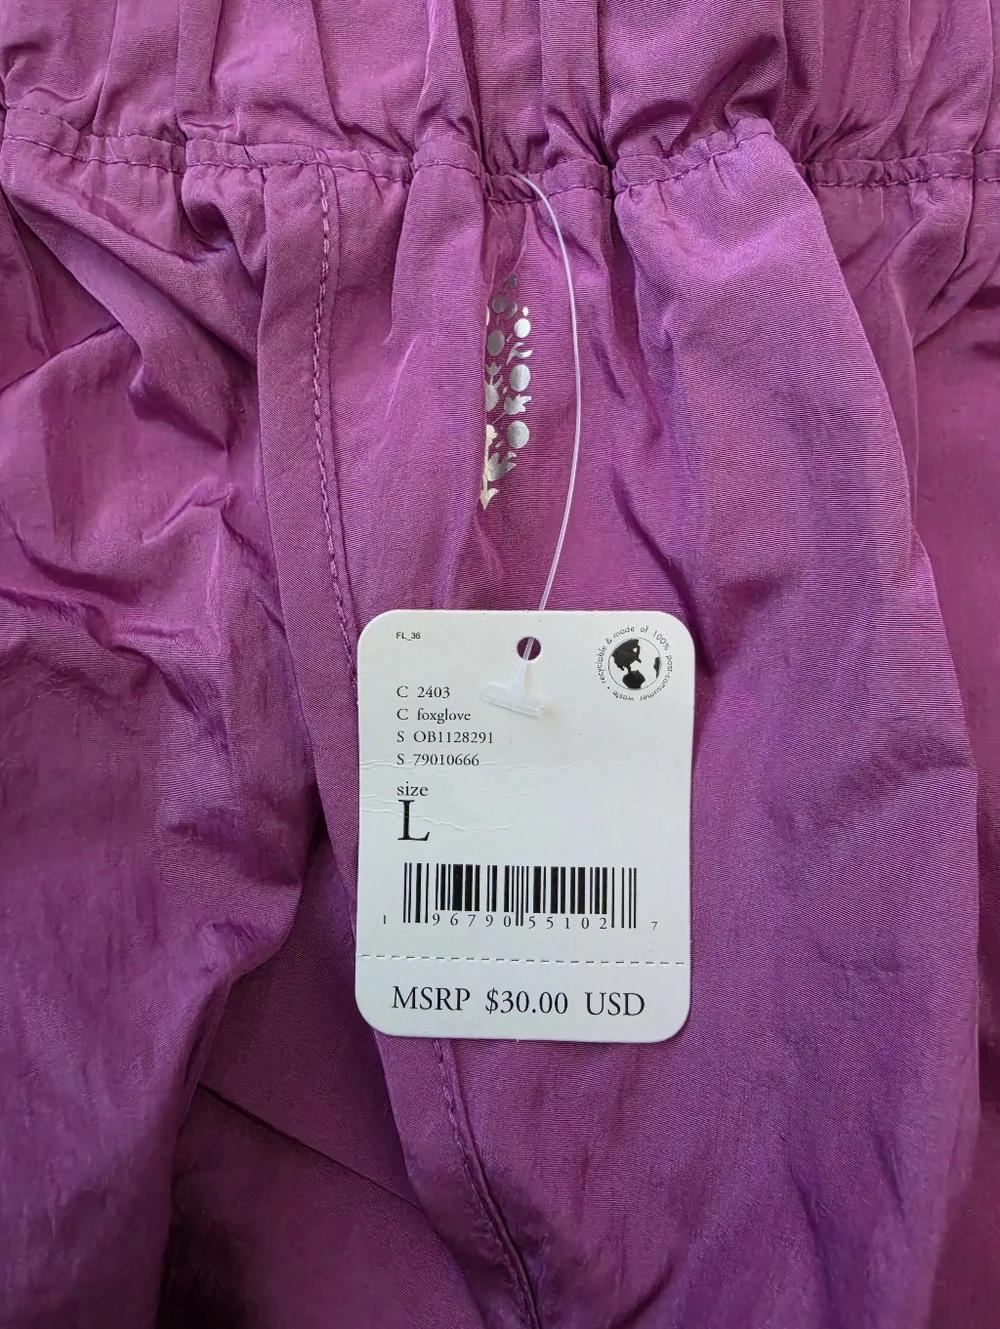 FL_36
recyclable & made of 100% post-consumer waste •
C 2403
C foxglove
S OB1128291
S 79010666
size
L
1 96790 55102 7
MSRP $30.00 USD